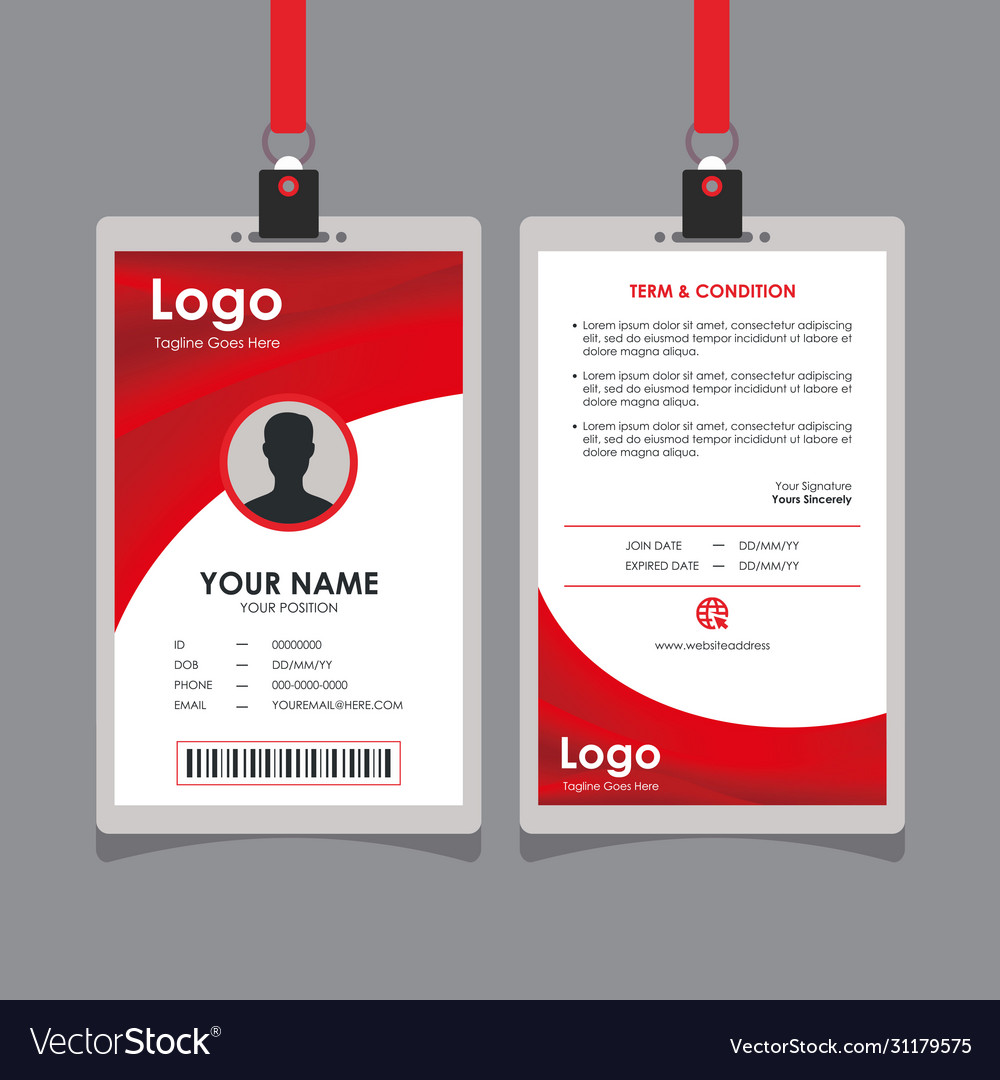 Logo
Tagline Goes Here
YOUR NAME
YOUR POSITION
ID — 00000000
DOB — DD/MM/YY
PHONE — 000-0000-0000
EMAIL — YOUREMAIL@HERE.COM
TERM & CONDITION
• Lorem ipsum dolor sit amet, consectetur adipiscing
elit, sed do eiusmod tempor incididunt ut labore et
dolore magna aliqua.
• Lorem ipsum dolor sit amet, consectetur adipiscing
elit, sed do eiusmod tempor incididunt ut labore et
dolore magna aliqua.
• Lorem ipsum dolor sit amet, consectetur adipiscing
elit, sed do eiusmod tempor incididunt ut labore et
dolore magna aliqua.
Your Signature
Yours Sincerely
JOIN DATE — DD/MM/YY
EXPIRED DATE — DD/MM/YY
www.websiteaddress
Logo
Tagline Goes Here
VectorStock®
VectorStock.com/31179575